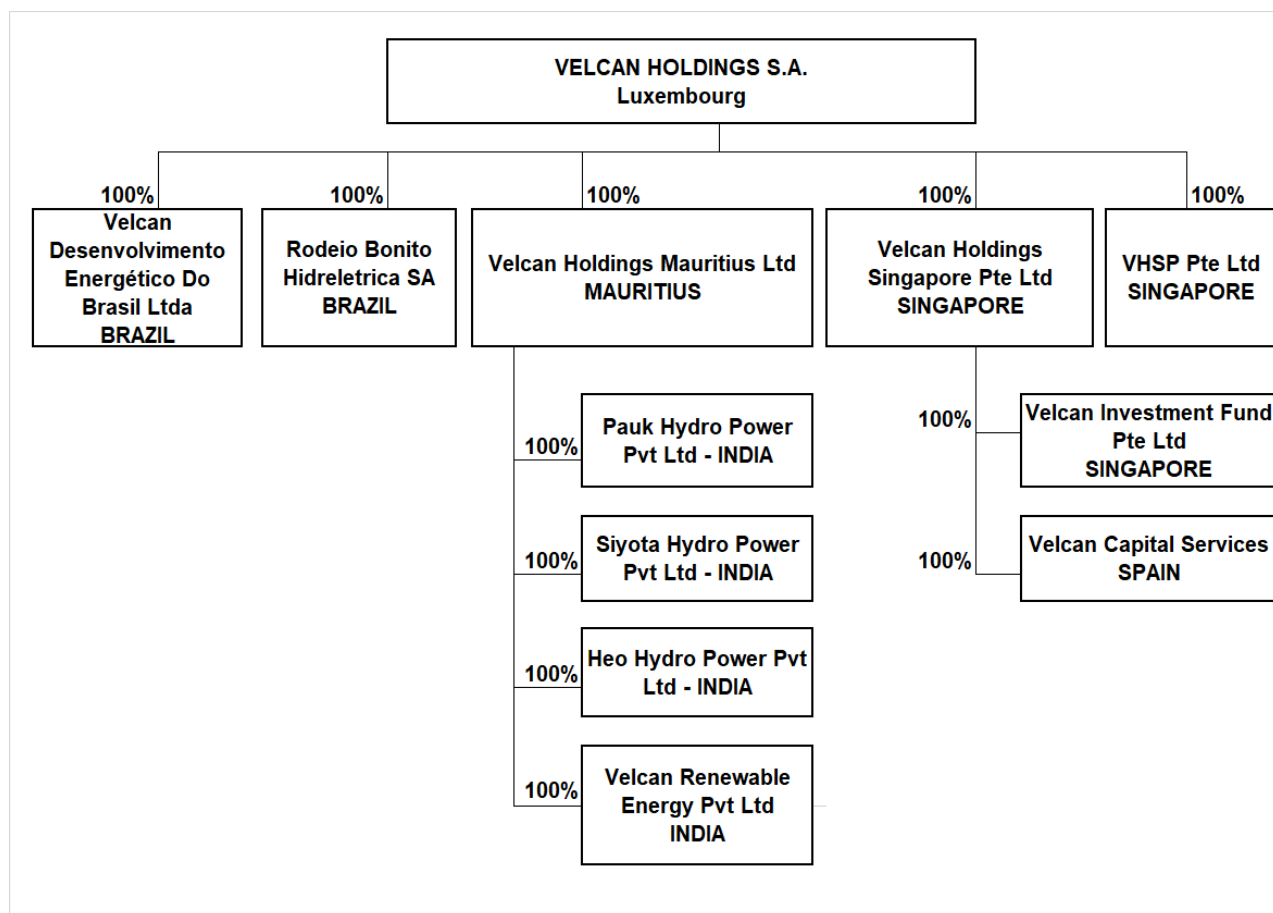 VELCAN HOLDINGS S.A.
Luxembourg
100%
100%
100%
100%
100%
Velcan
Desenvolvimento
Energético Do
Brasil Ltda
BRAZIL
Rodeio Bonito
Hidreletrica SA
BRAZIL
Velcan Holdings Mauritius Ltd
MAURITIUS
Velcan Holdings
Singapore Pte Ltd
SINGAPORE
VHSP Pte Ltd
SINGAPORE
100%
Pauk Hydro Power
Pvt Ltd - INDIA
100%
Siyota Hydro Power
Pvt Ltd - INDIA
100%
Heo Hydro Power Pvt
Ltd - INDIA
100%
Velcan Renewable
Energy Pvt Ltd
INDIA
100%
Velcan Investment Fund
Pte Ltd
SINGAPORE
100%
Velcan Capital Services
SPAIN